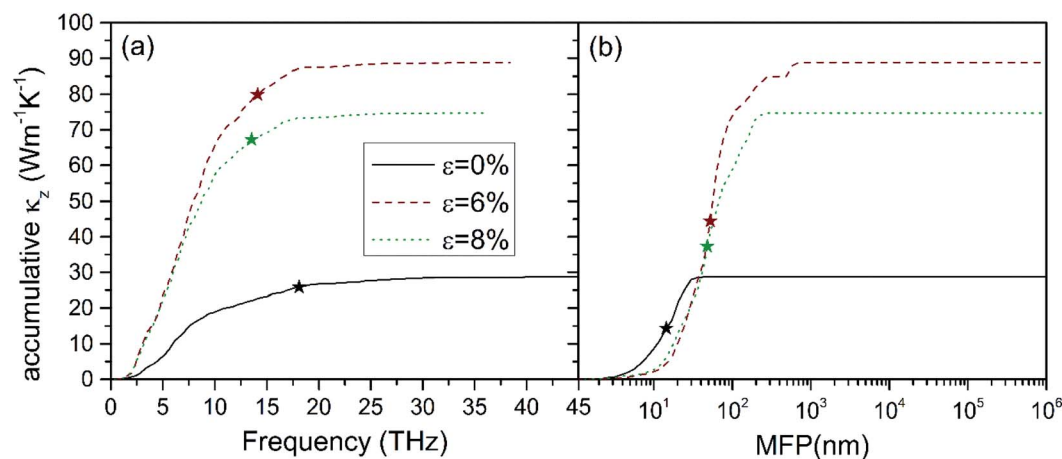 (a)
(b)
accumulative κz (Wm⁻¹K⁻¹)
100
90
80
70
60
50
40
30
20
10
0
ε=0%
ε=6%
ε=8%
0 5 10 15 20 25 30 35 40 45 10¹ 10² 10³ 10⁴ 10⁵ 10⁶
Frequency (THz) MFP(nm)